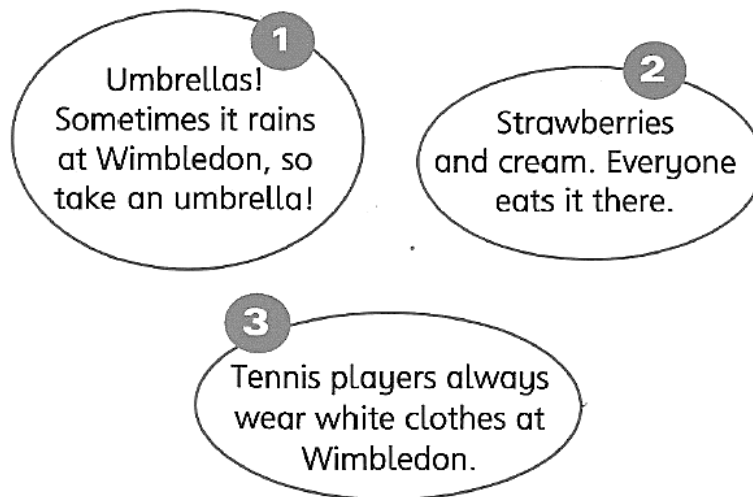 1
Umbrellas!
Sometimes it rains
at Wimbledon, so
take an umbrella!
2
Strawberries
and cream. Everyone
eats it there.
3
Tennis players always
wear white clothes at
Wimbledon.